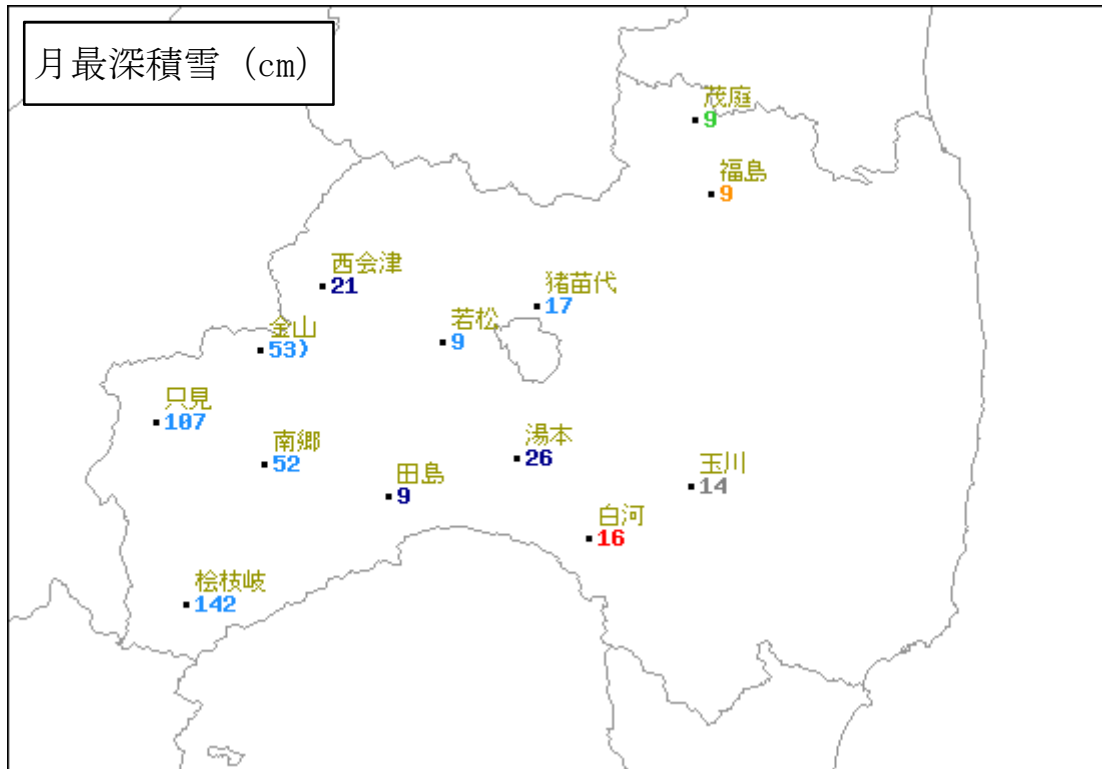 月最深積雪 (cm)
茂庭
9
福島
9
西会津
21
猪苗代
17
若松
9
金山
53)
只見
107
南郷
52
湯本
26
田島
9
玉川
14
白河
16
桧枝岐
142